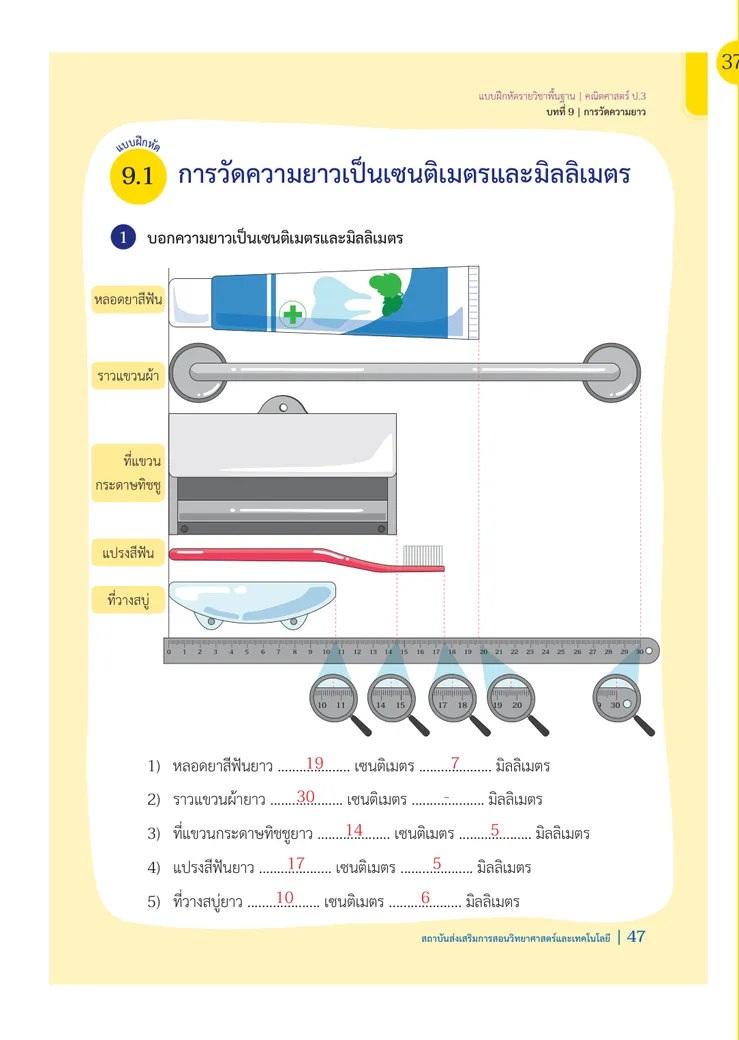 37
แบบฝึกหัดรายวิชาพื้นฐาน | คณิตศาสตร์ ป.3
บทที่ 9 | การวัดความยาว
แบบฝึกหัด
9.1 การวัดความยาวเป็นเซนติเมตรและมิลลิเมตร
1 บอกความยาวเป็นเซนติเมตรและมิลลิเมตร
หลอดยาสีฟัน
ราวแขวนผ้า
ที่แขวน
กระดาษทิชชู
แปรงสีฟัน
ที่วางสบู่
0 1 2 3 4 5 6 7 8 9 10 11 12 13 14 15 16 17 18 19 20 21 22 23 24 25 26 27 28 29 30
10 11 14 15 17 18 19 20 9 30
1) หลอดยาสีฟันยาว ......19...... เซนติเมตร ......7...... มิลลิเมตร
2) ราวแขวนผ้ายาว ......30...... เซนติเมตร ......-...... มิลลิเมตร
3) ที่แขวนกระดาษทิชชูยาว ......14...... เซนติเมตร ......5...... มิลลิเมตร
4) แปรงสีฟันยาว ......17...... เซนติเมตร ......5...... มิลลิเมตร
5) ที่วางสบู่ยาว ......10...... เซนติเมตร ......6...... มิลลิเมตร
สถาบันส่งเสริมการสอนวิทยาศาสตร์และเทคโนโลยี | 47